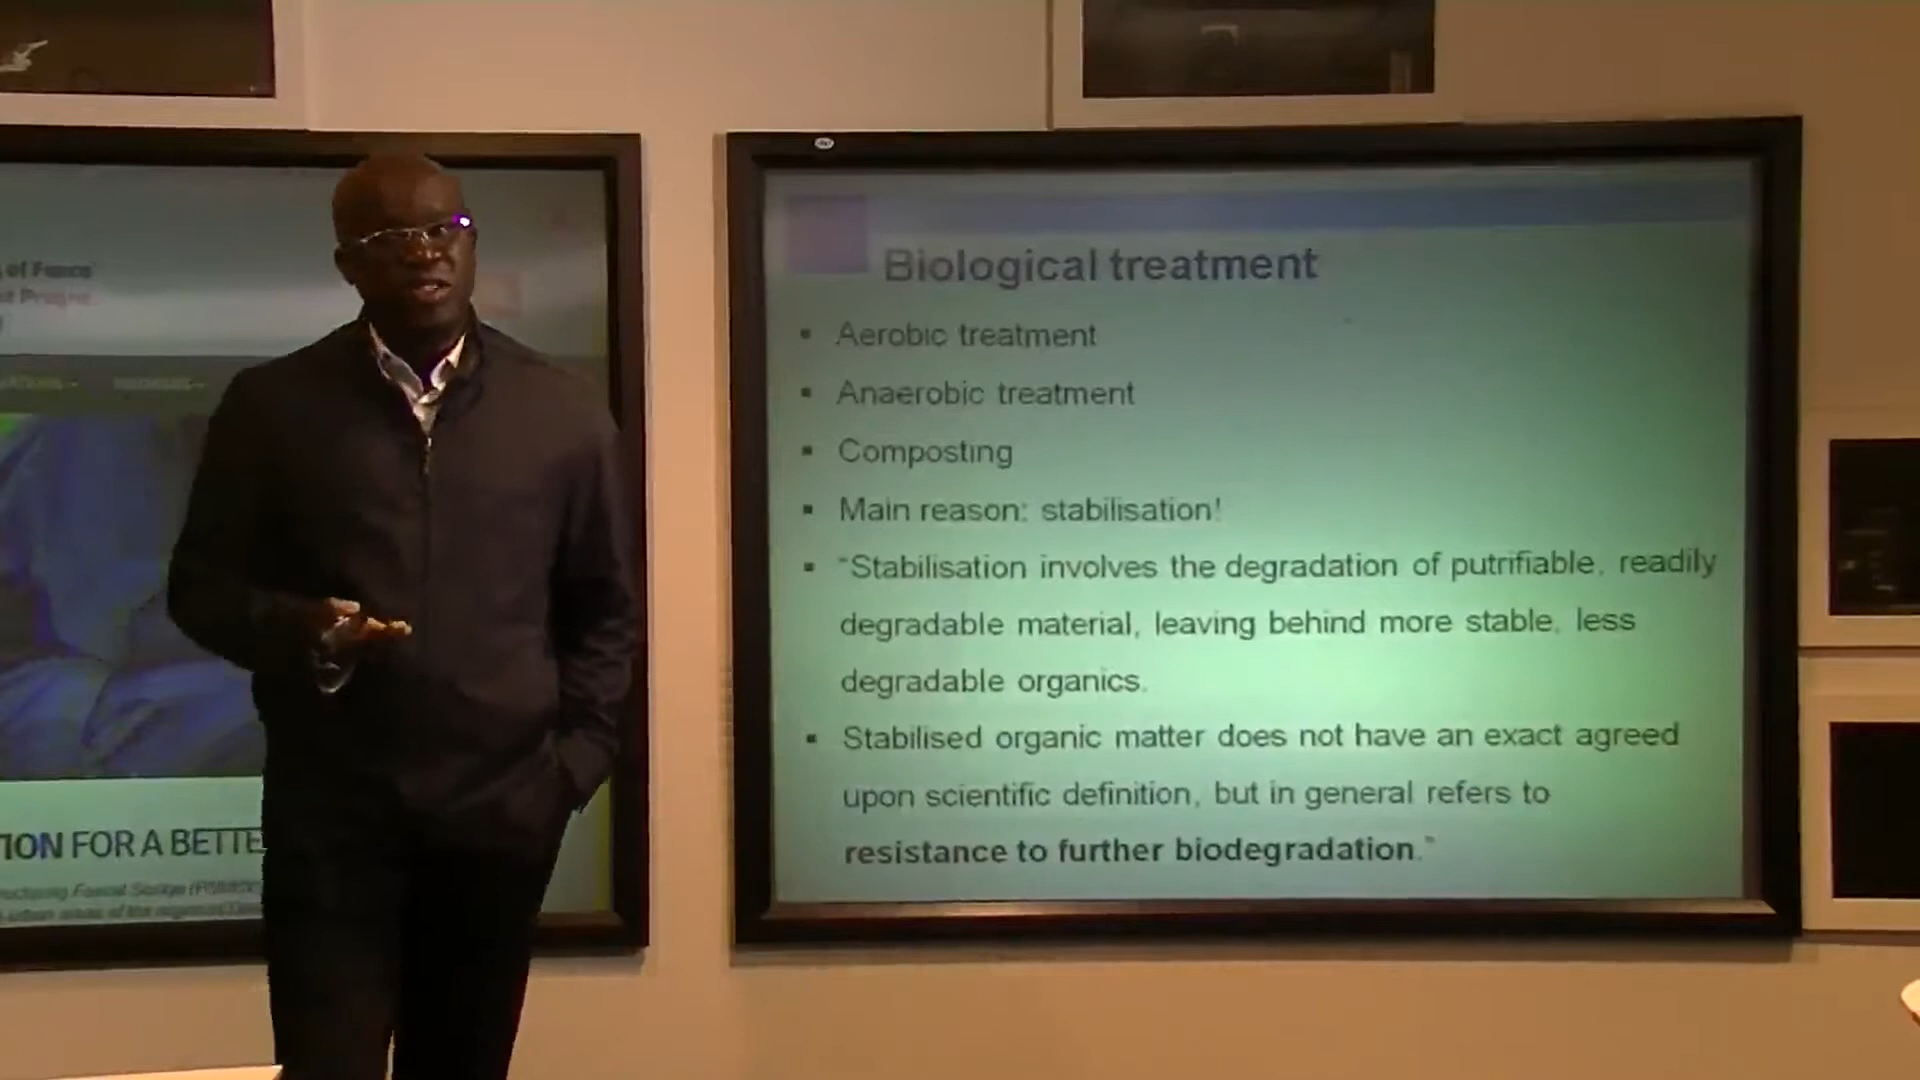 of Faecal
FOR A BETTE
Biological treatment
▪ Aerobic treatment
▪ Anaerobic treatment
▪ Composting
▪ Main reason: stabilisation!
▪ “Stabilisation involves the degradation of putrifiable, readily
degradable material, leaving behind more stable, less
degradable organics.
▪ Stabilised organic matter does not have an exact agreed
upon scientific definition, but in general refers to
resistance to further biodegradation.”